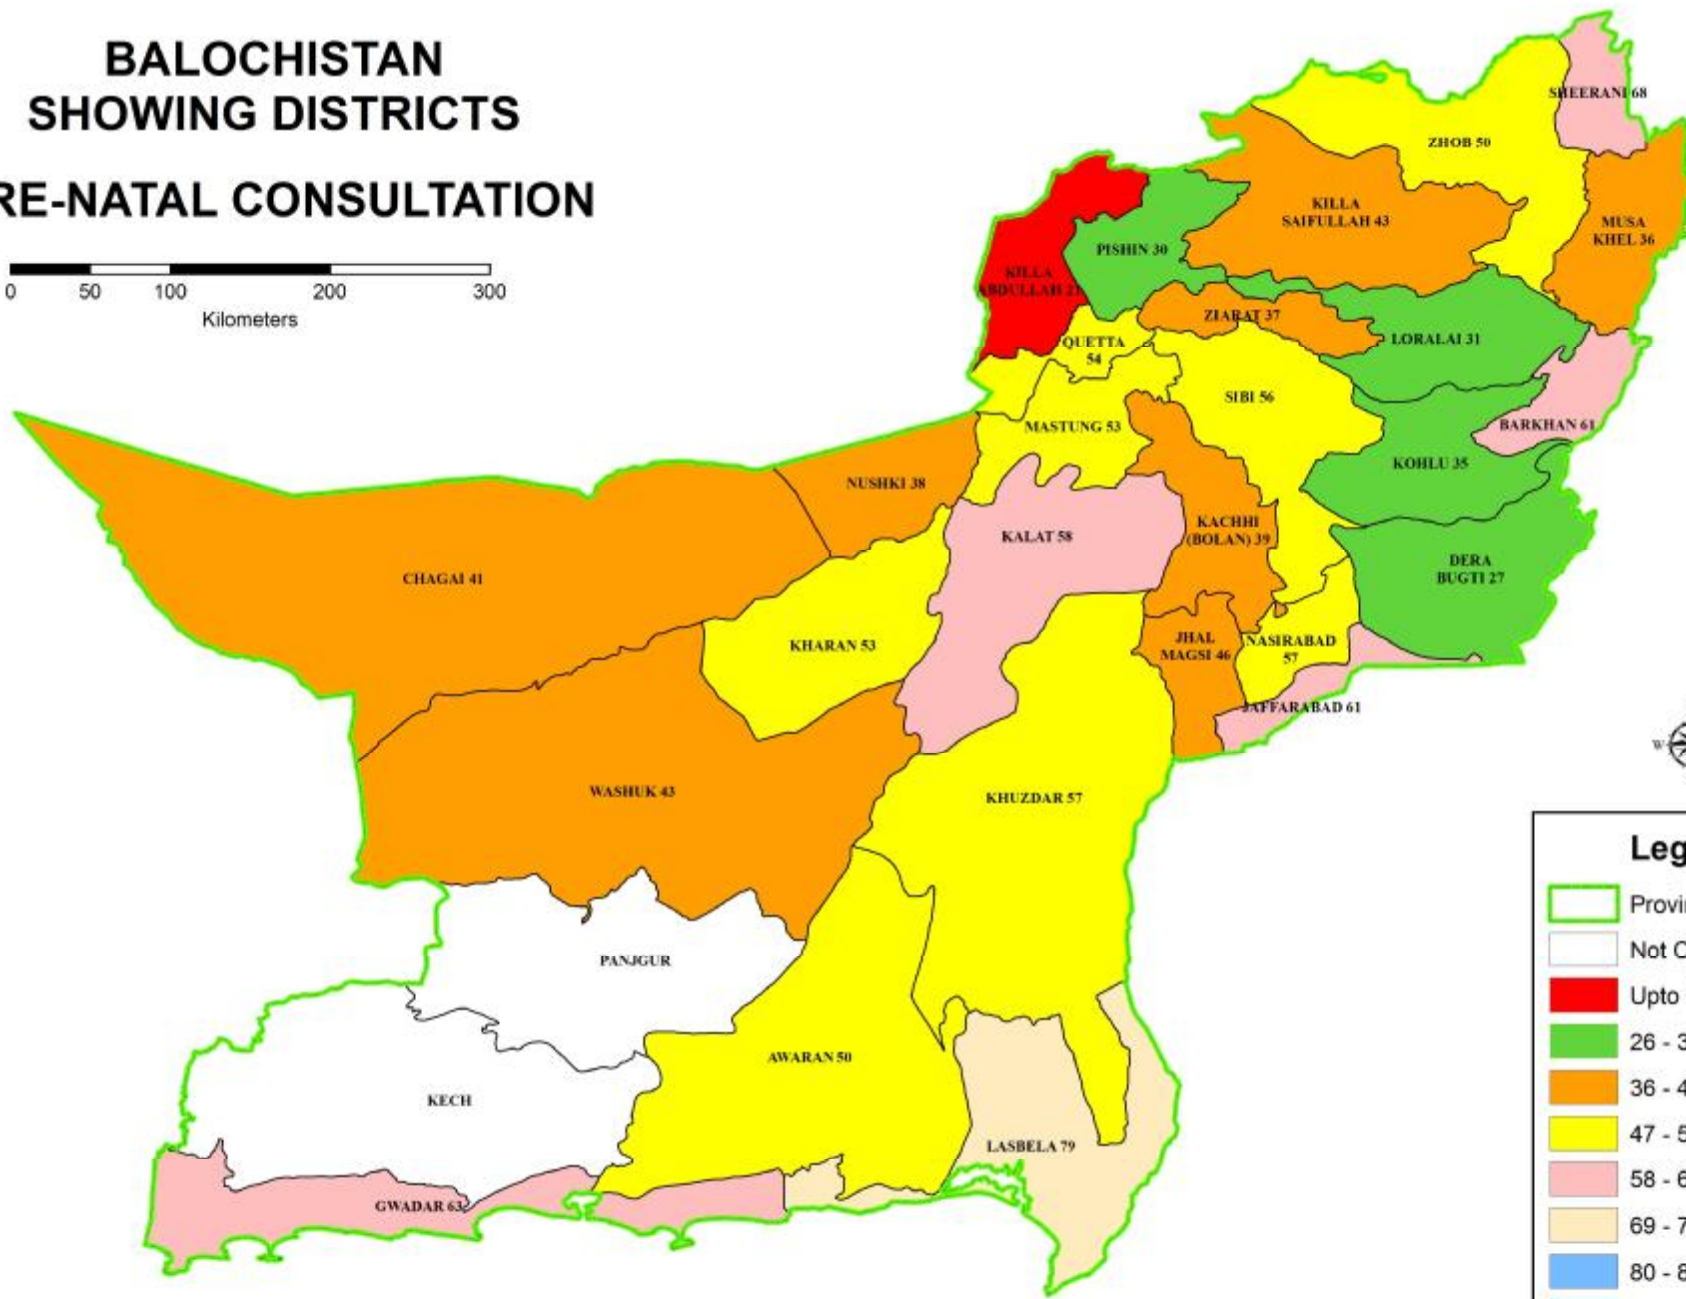 BALOCHISTAN
SHOWING DISTRICTS
RE-NATAL CONSULTATION
0 50 100 200 300
Kilometers
SHEERANI 68
ZHOB 50
KILLA
SAIFULLAH 43
MUSA
KHEL 36
PISHIN 30
KILLA
ABDULLAH 21
ZIARAT 37
LORALAI 31
QUETTA
54
SIBI 56
MASTUNG 53
BARKHAN 61
KOHLU 35
NUSHKI 38
KACHHI
(BOLAN) 39
KALAT 58
DERA
BUGTI 27
CHAGAI 41
KHARAN 53
JHAL
MAGSI 46
NASIRABAD
57
JAFFARABAD 61
W
WASHUK 43
KHUZDAR 57
PANJGUR
AWARAN 50
KECH
LASBELA 79
GWADAR 63
Leg
Provin
Not C
Upto
26 - 3
36 - 4
47 - 5
58 - 6
69 - 7
80 - 8